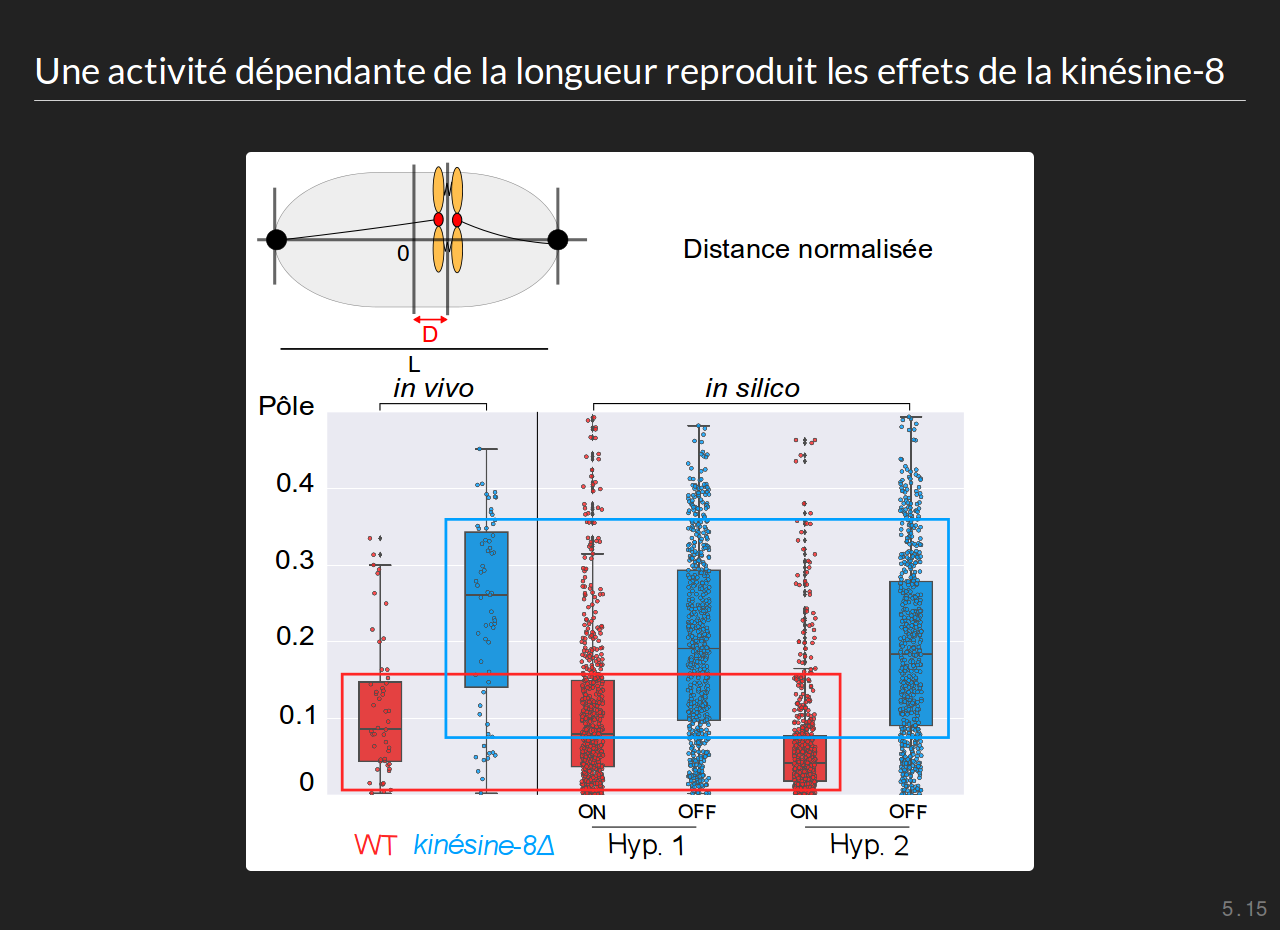 Une activité dépendante de la longueur reproduit les effets de la kinésine-8
0
Distance normalisée
D
L
in vivo
in silico
Pôle
0.4
0.3
0.2
0.1
0
ON OFF ON OFF
WT kinésine-8Δ Hyp. 1 Hyp. 2
5.15